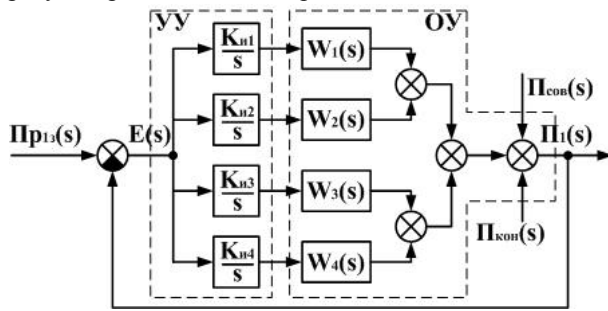 УУ
ОУ
Kи1
s
W₁(s)
Псов(s)
Kи2
s
W₂(s)
Пр1з(s)
E(s)
П₁(s)
Kи3
s
W₃(s)
Пкон(s)
Kи4
s
W₄(s)